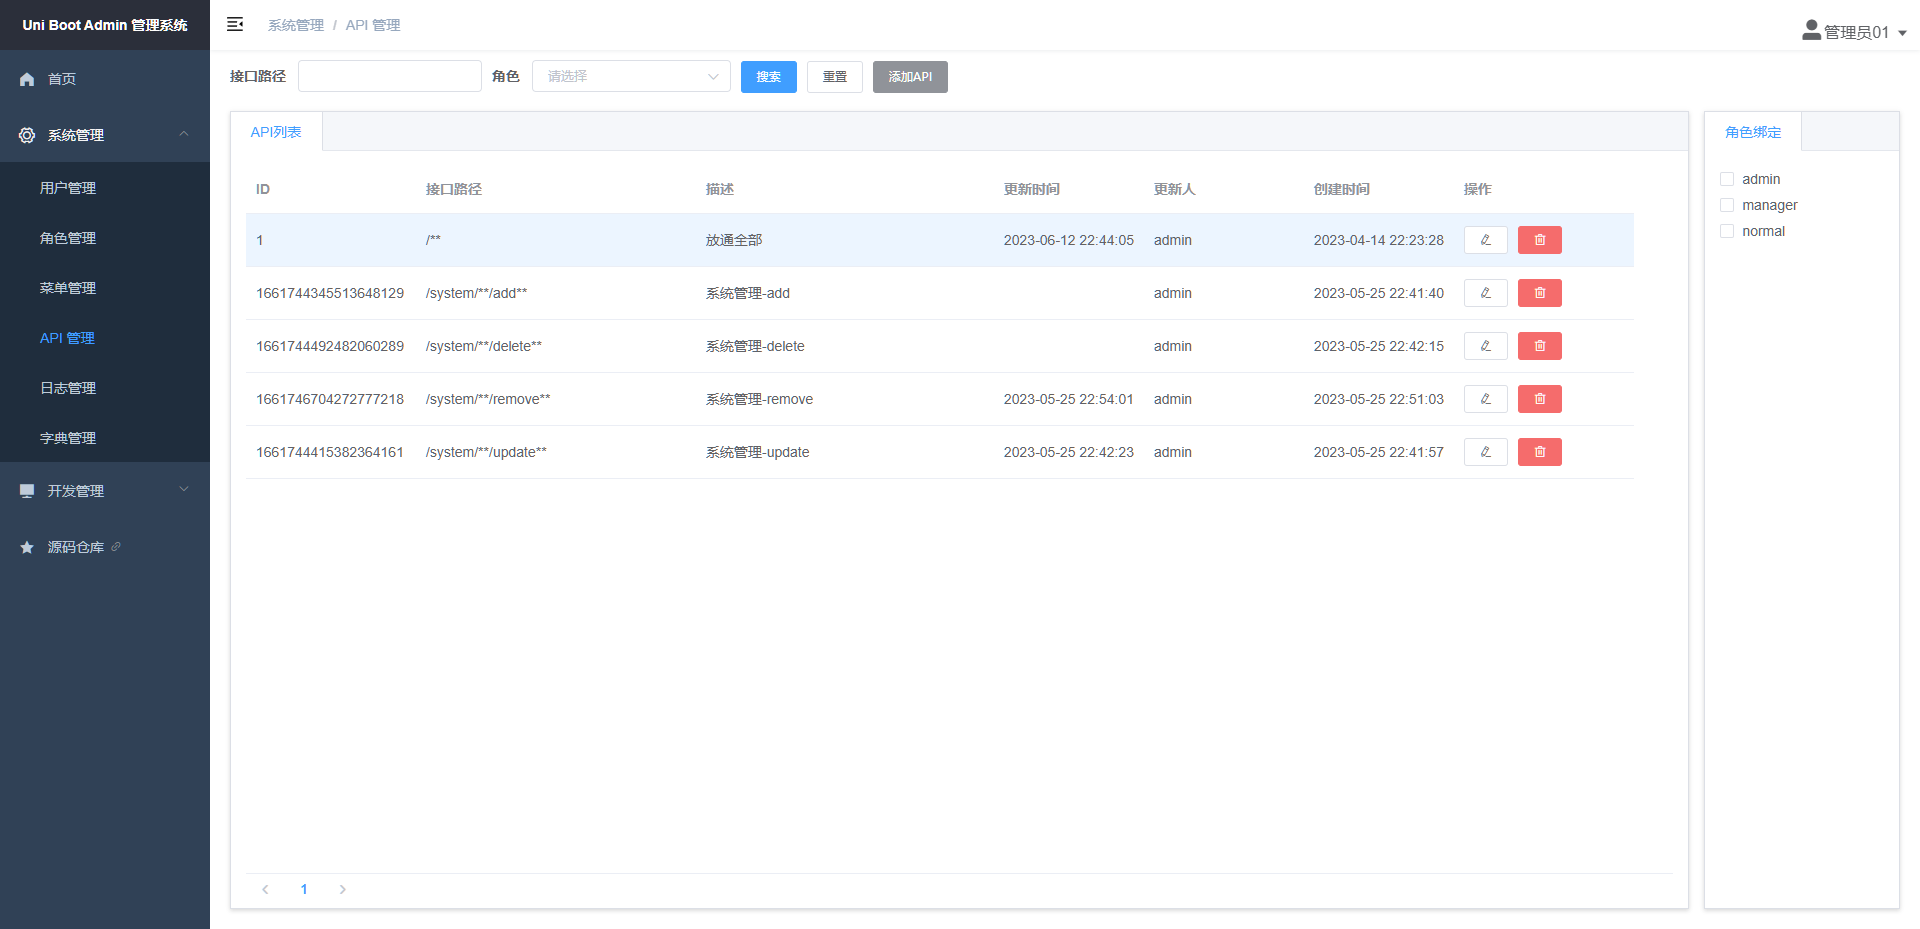 Uni Boot Admin 管理系统
系统管理 / API 管理
管理员01
首页
系统管理
用户管理
角色管理
菜单管理
API 管理
日志管理
字典管理
开发管理
源码仓库
接口路径 角色 请选择 搜索 重置 添加API
API列表
ID 接口路径 描述 更新时间 更新人 创建时间 操作
1 /** 放通全部 2023-06-12 22:44:05 admin 2023-04-14 22:23:28
1661744345513648129 /system/**/add** 系统管理-add admin 2023-05-25 22:41:40
1661744492482060289 /system/**/delete** 系统管理-delete admin 2023-05-25 22:42:15
1661746704272777218 /system/**/remove** 系统管理-remove 2023-05-25 22:54:01 admin 2023-05-25 22:51:03
1661744415382364161 /system/**/update** 系统管理-update 2023-05-25 22:42:23 admin 2023-05-25 22:41:57
1
角色绑定
admin
manager
normal